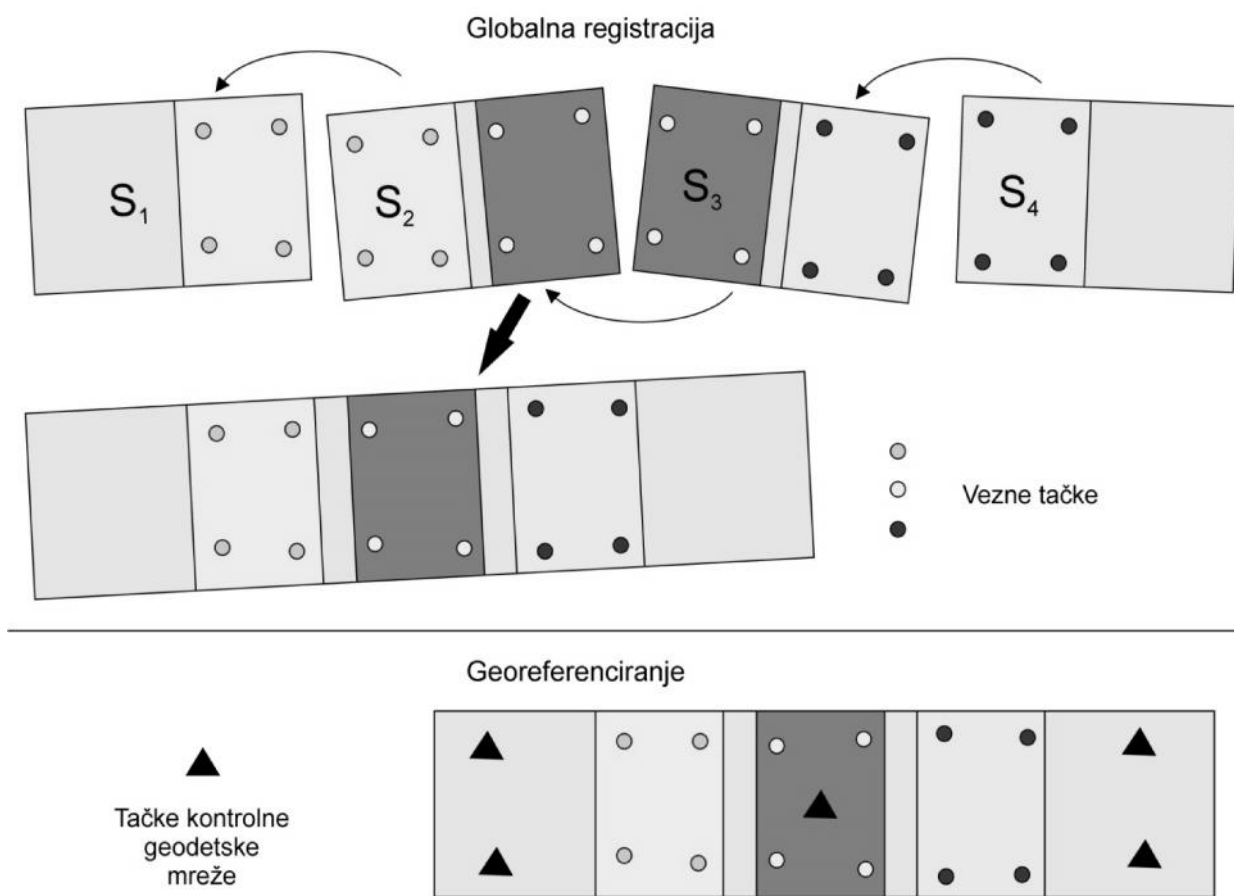 Globalna registracija
S₁
S₂
S₃
S₄
Vezne tačke
Georeferenciranje
Tačke kontrolne
geodetske
mreže